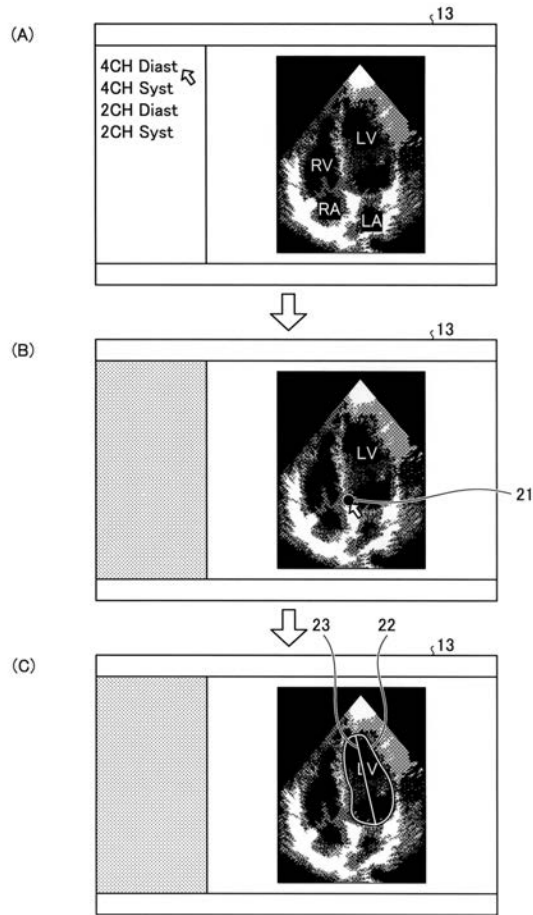 13
(A)
4CH Diast
4CH Syst
2CH Diast
2CH Syst
LV
RV
RA
LA
13
(B)
LV
21
23
22
13
(C)
LV